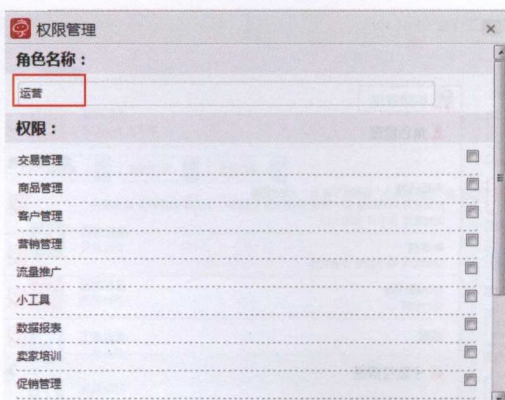 权限管理
角色名称：
运营
权限：
交易管理
商品管理
客户管理
营销管理
流量推广
小工具
数据报表
卖家培训
促销管理